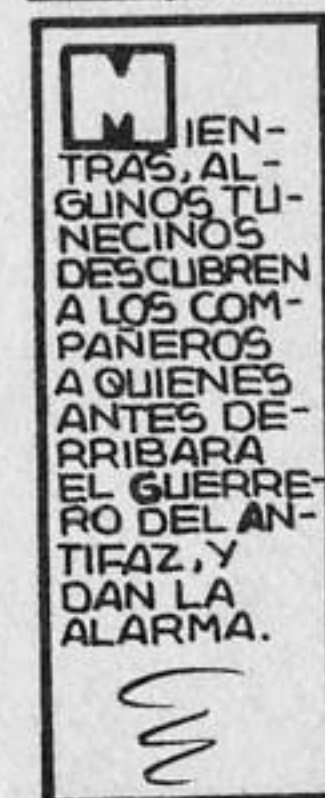 MIEN-
TRAS, AL-
GUNOS TU-
NECINOS
DESCUBREN
A LOS COM-
PAÑEROS
A QUIENES
ANTES DE-
RRIBARA
EL GUERRE-
RO DEL AN-
TIFAZ, Y
DAN LA
ALARMA.